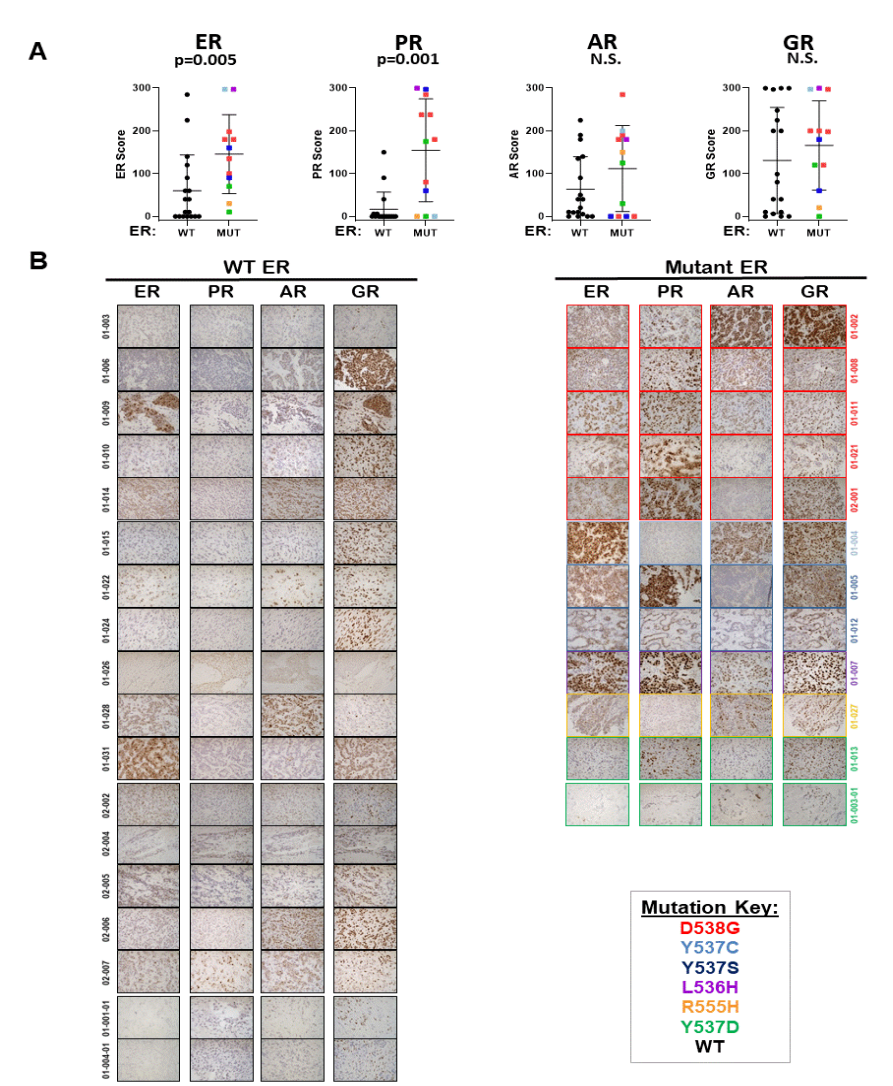 A
ER
p=0.005
PR
p=0.001
AR
N.S.
GR
N.S.
ER Score
300
200
100
0
ER:
WT
MUT
PR Score
300
200
100
0
ER:
WT
MUT
AR Score
300
200
100
0
ER:
WT
MUT
GR Score
300
200
100
0
ER:
WT
MUT
B
WT ER
ER PR AR GR
01-003
01-006
01-009
01-010
01-014
01-015
01-022
01-024
01-026
01-028
01-031
02-002
02-004
02-005
02-006
02-007
01-001-01
01-004-01
Mutant ER
ER PR AR GR
01-002
01-008
01-011
01-021
02-001
01-004
01-005
01-012
01-007
01-027
01-013
01-003-01
Mutation Key:
D538G
Y537C
Y537S
L536H
R555H
Y537D
WT